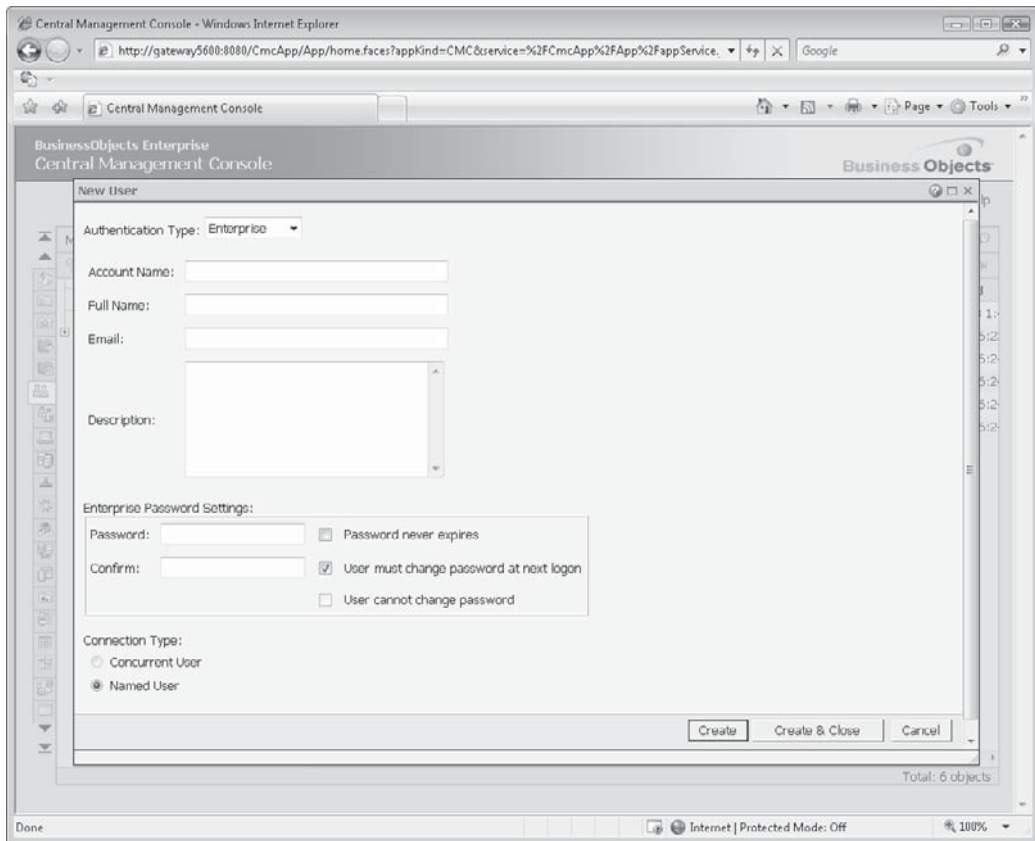 Central Management Console - Windows Internet Explorer
http://gateway5600:8080/CmcApp/App/home.faces?appKind=CMC&service=%2FCmcApp%2FApp%2FappService.
Google
Central Management Console
Page
Tools
BusinessObjects Enterprise
Central Management Console
Business Objects
New User
Authentication Type: Enterprise
Account Name:
Full Name:
Email:
Description:
Enterprise Password Settings:
Password:
Password never expires
Confirm:
User must change password at next logon
User cannot change password
Connection Type:
Concurrent User
Named User
Create
Create & Close
Cancel
Total: 6 objects
Done
Internet | Protected Mode: Off
100%